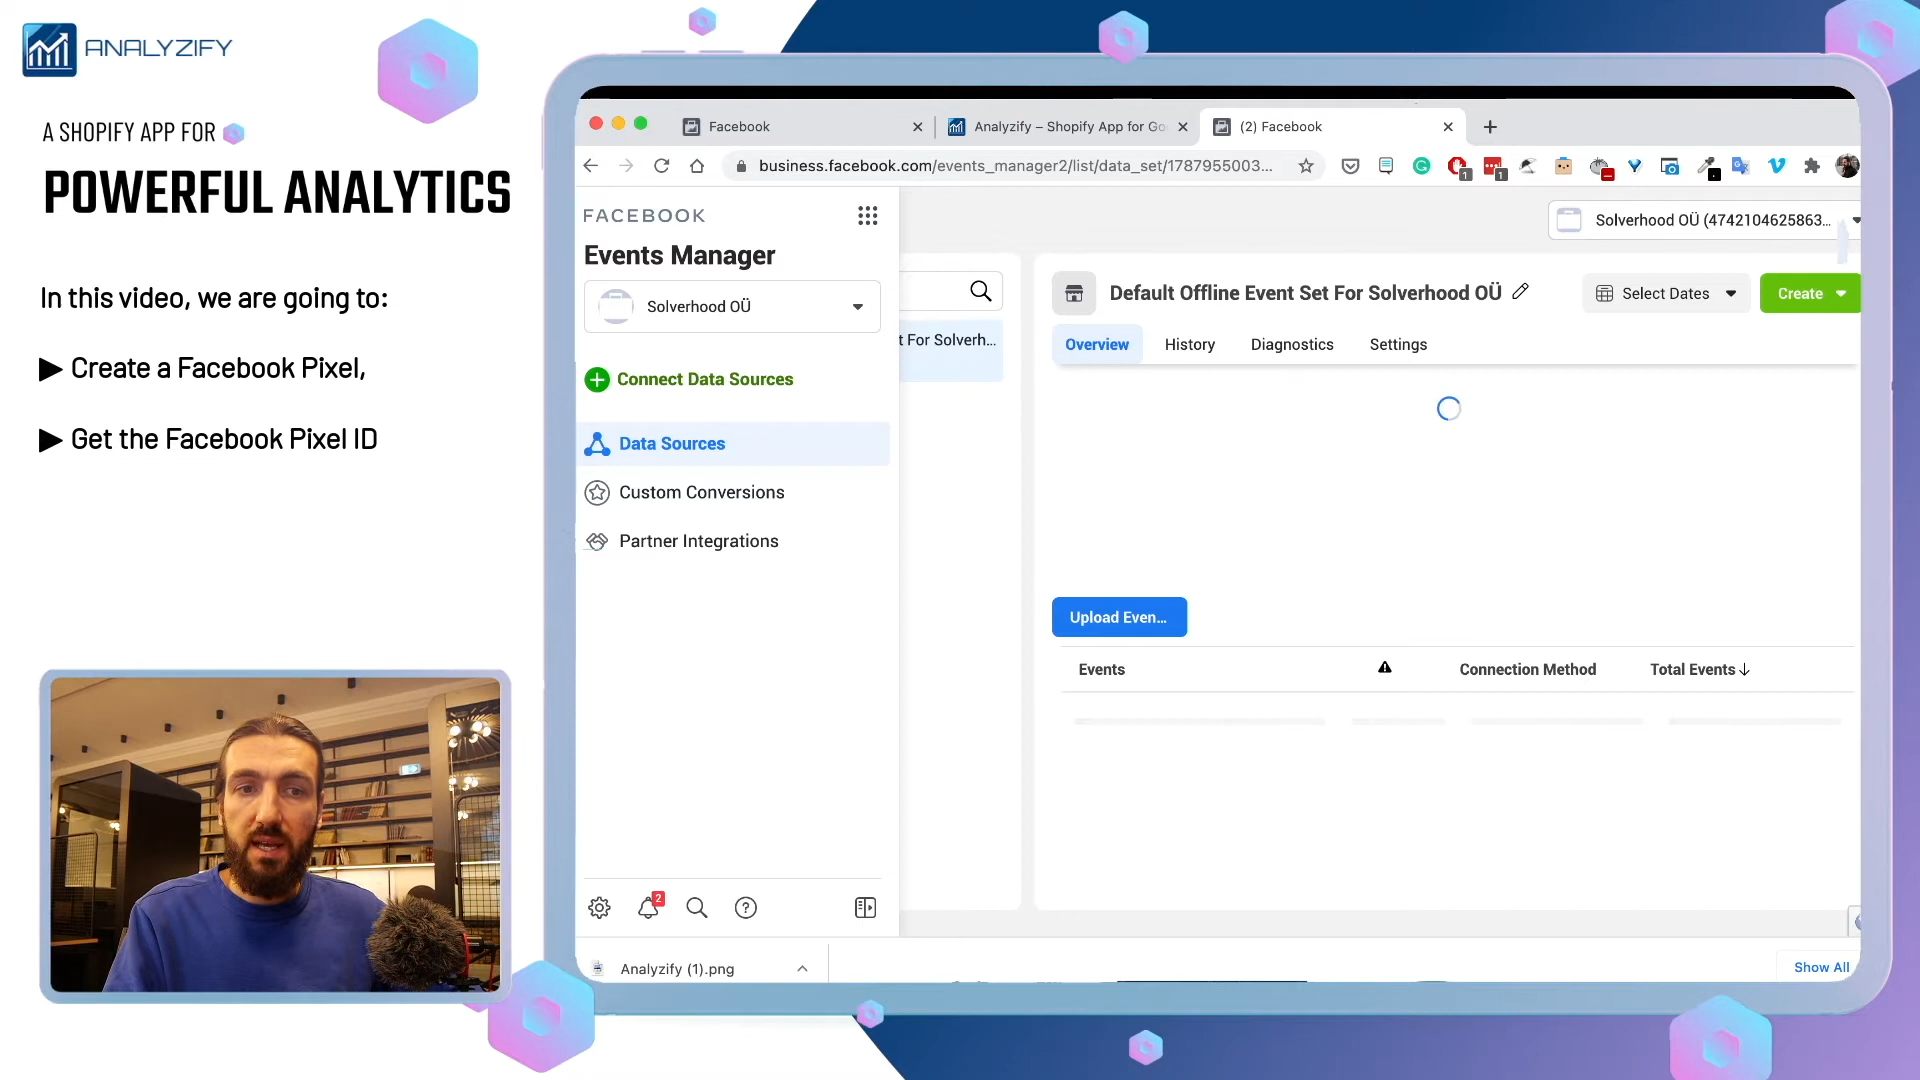 ANALYZIFY
A SHOPIFY APP FOR
POWERFUL ANALYTICS
In this video, we are going to:
Create a Facebook Pixel,
Get the Facebook Pixel ID
Facebook
Analyzify – Shopify App for Go
(2) Facebook
business.facebook.com/events_manager2/list/data_set/1787955003...
1
1
FACEBOOK
Events Manager
Solverhood OÜ
Connect Data Sources
Data Sources
Custom Conversions
Partner Integrations
2
t For Solverh...
Solverhood OÜ (4742104625863...
Default Offline Event Set For Solverhood OÜ
Select Dates
Create
Overview
History
Diagnostics
Settings
Upload Even...
Events
Connection Method
Total Events
Analyzify (1).png
Show All